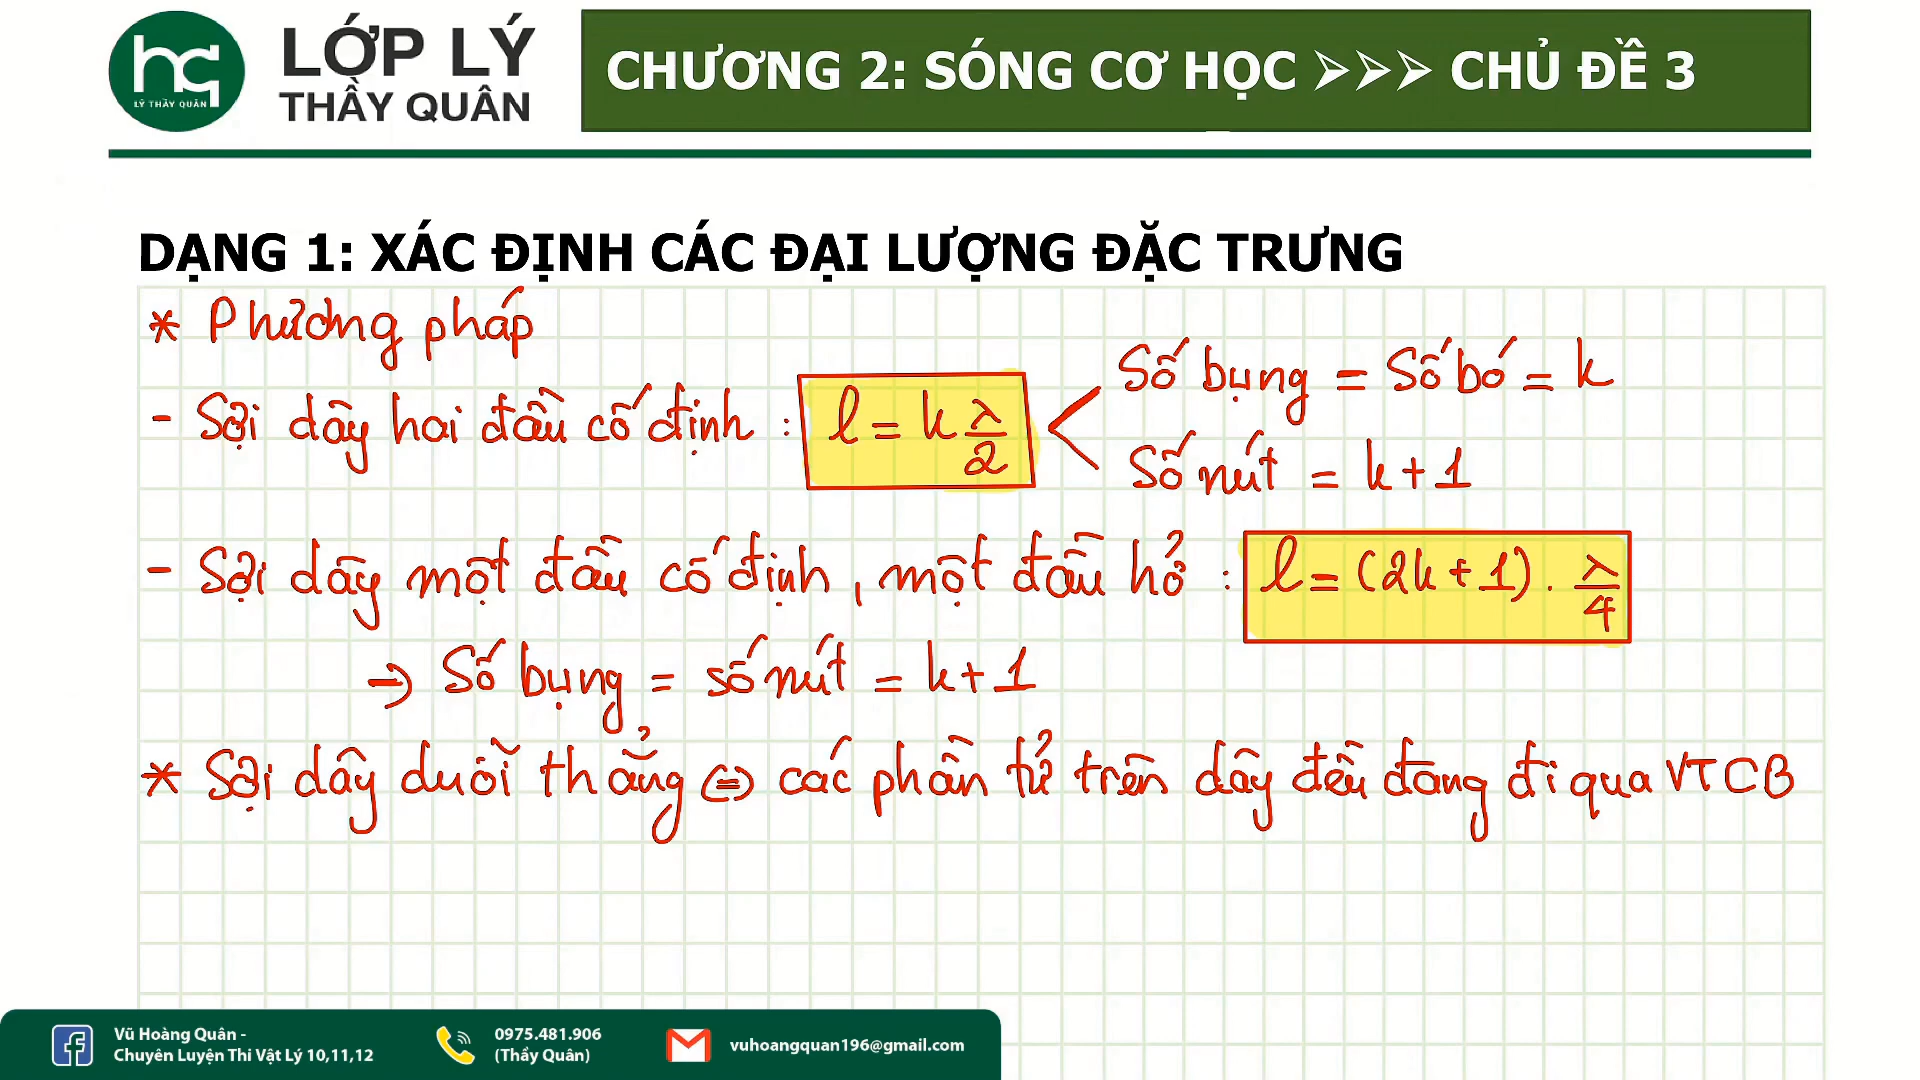 hq
LÝ THẦY QUÂN
LỚP LÝ
THẦY QUÂN
CHƯƠNG 2: SÓNG CƠ HỌC ➢➢➢ CHỦ ĐỀ 3
DẠNG 1: XÁC ĐỊNH CÁC ĐẠI LƯỢNG ĐẶC TRƯNG
* Phương pháp
- Sợi dây hai đầu cố định : l = k λ/2 < Số bụng = Số bó = k
Số nút = k + 1
- Sợi dây một đầu cố định, một đầu hở : l = (2k + 1) . λ/4
→ Số bụng = số nút = k + 1
* Sợi dây duỗi thẳng ⇔ các phần tử trên dây đều đang đi qua VTCB
Vũ Hoàng Quân -
Chuyên Luyện Thi Vật Lý 10,11,12
0975.481.906
(Thầy Quân)
vuhoangquan196@gmail.com